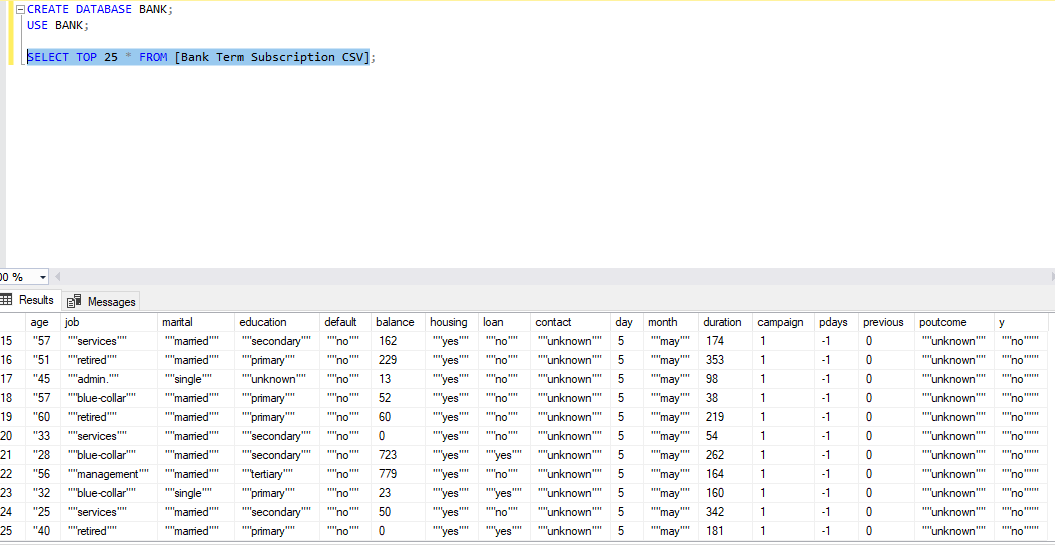 CREATE DATABASE BANK;
USE BANK;
SELECT TOP 25 * FROM [Bank Term Subscription CSV];
00 %
Results Messages
age job marital education default balance housing loan contact day month duration campaign pdays previous poutcome y
15 "57 ""services"" ""married"" ""secondary"" ""no"" 162 ""yes"" ""no"" ""unknown"" 5 ""may"" 174 1 -1 0 ""unknown"" ""no"""
16 "51 ""retired"" ""married"" ""primary"" ""no"" 229 ""yes"" ""no"" ""unknown"" 5 ""may"" 353 1 -1 0 ""unknown"" ""no"""
17 "45 ""admin."" ""single"" ""unknown"" ""no"" 13 ""yes"" ""no"" ""unknown"" 5 ""may"" 98 1 -1 0 ""unknown"" ""no"""
18 "57 ""blue-collar"" ""married"" ""primary"" ""no"" 52 ""yes"" ""no"" ""unknown"" 5 ""may"" 38 1 -1 0 ""unknown"" ""no"""
19 "60 ""retired"" ""married"" ""primary"" ""no"" 60 ""yes"" ""no"" ""unknown"" 5 ""may"" 219 1 -1 0 ""unknown"" ""no"""
20 "33 ""services"" ""married"" ""secondary"" ""no"" 0 ""yes"" ""no"" ""unknown"" 5 ""may"" 54 1 -1 0 ""unknown"" ""no"""
21 "28 ""blue-collar"" ""married"" ""secondary"" ""no"" 723 ""yes"" ""yes"" ""unknown"" 5 ""may"" 262 1 -1 0 ""unknown"" ""no"""
22 "56 ""management"" ""married"" ""tertiary"" ""no"" 779 ""yes"" ""no"" ""unknown"" 5 ""may"" 164 1 -1 0 ""unknown"" ""no"""
23 "32 ""blue-collar"" ""single"" ""primary"" ""no"" 23 ""yes"" ""yes"" ""unknown"" 5 ""may"" 160 1 -1 0 ""unknown"" ""no"""
24 "25 ""services"" ""married"" ""secondary"" ""no"" 50 ""yes"" ""no"" ""unknown"" 5 ""may"" 342 1 -1 0 ""unknown"" ""no"""
25 "40 ""retired"" ""married"" ""primary"" ""no"" 0 ""yes"" ""yes"" ""unknown"" 5 ""may"" 181 1 -1 0 ""unknown"" ""no"""